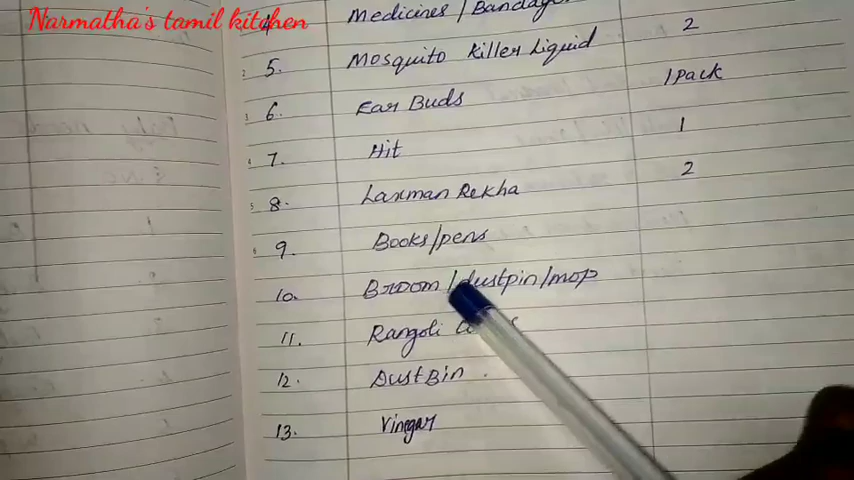 Narmatha's tamil kitchen
4 Medicines/Bandage
5. Mosquito Killer Liquid 2
6. Ear Buds 1 pack
7. Hit 1
8. Laxman Rekha 2
9. Books/pens
10. Broom/dustpin/mop
11. Rangoli
12. DustBin
13. Vinegar